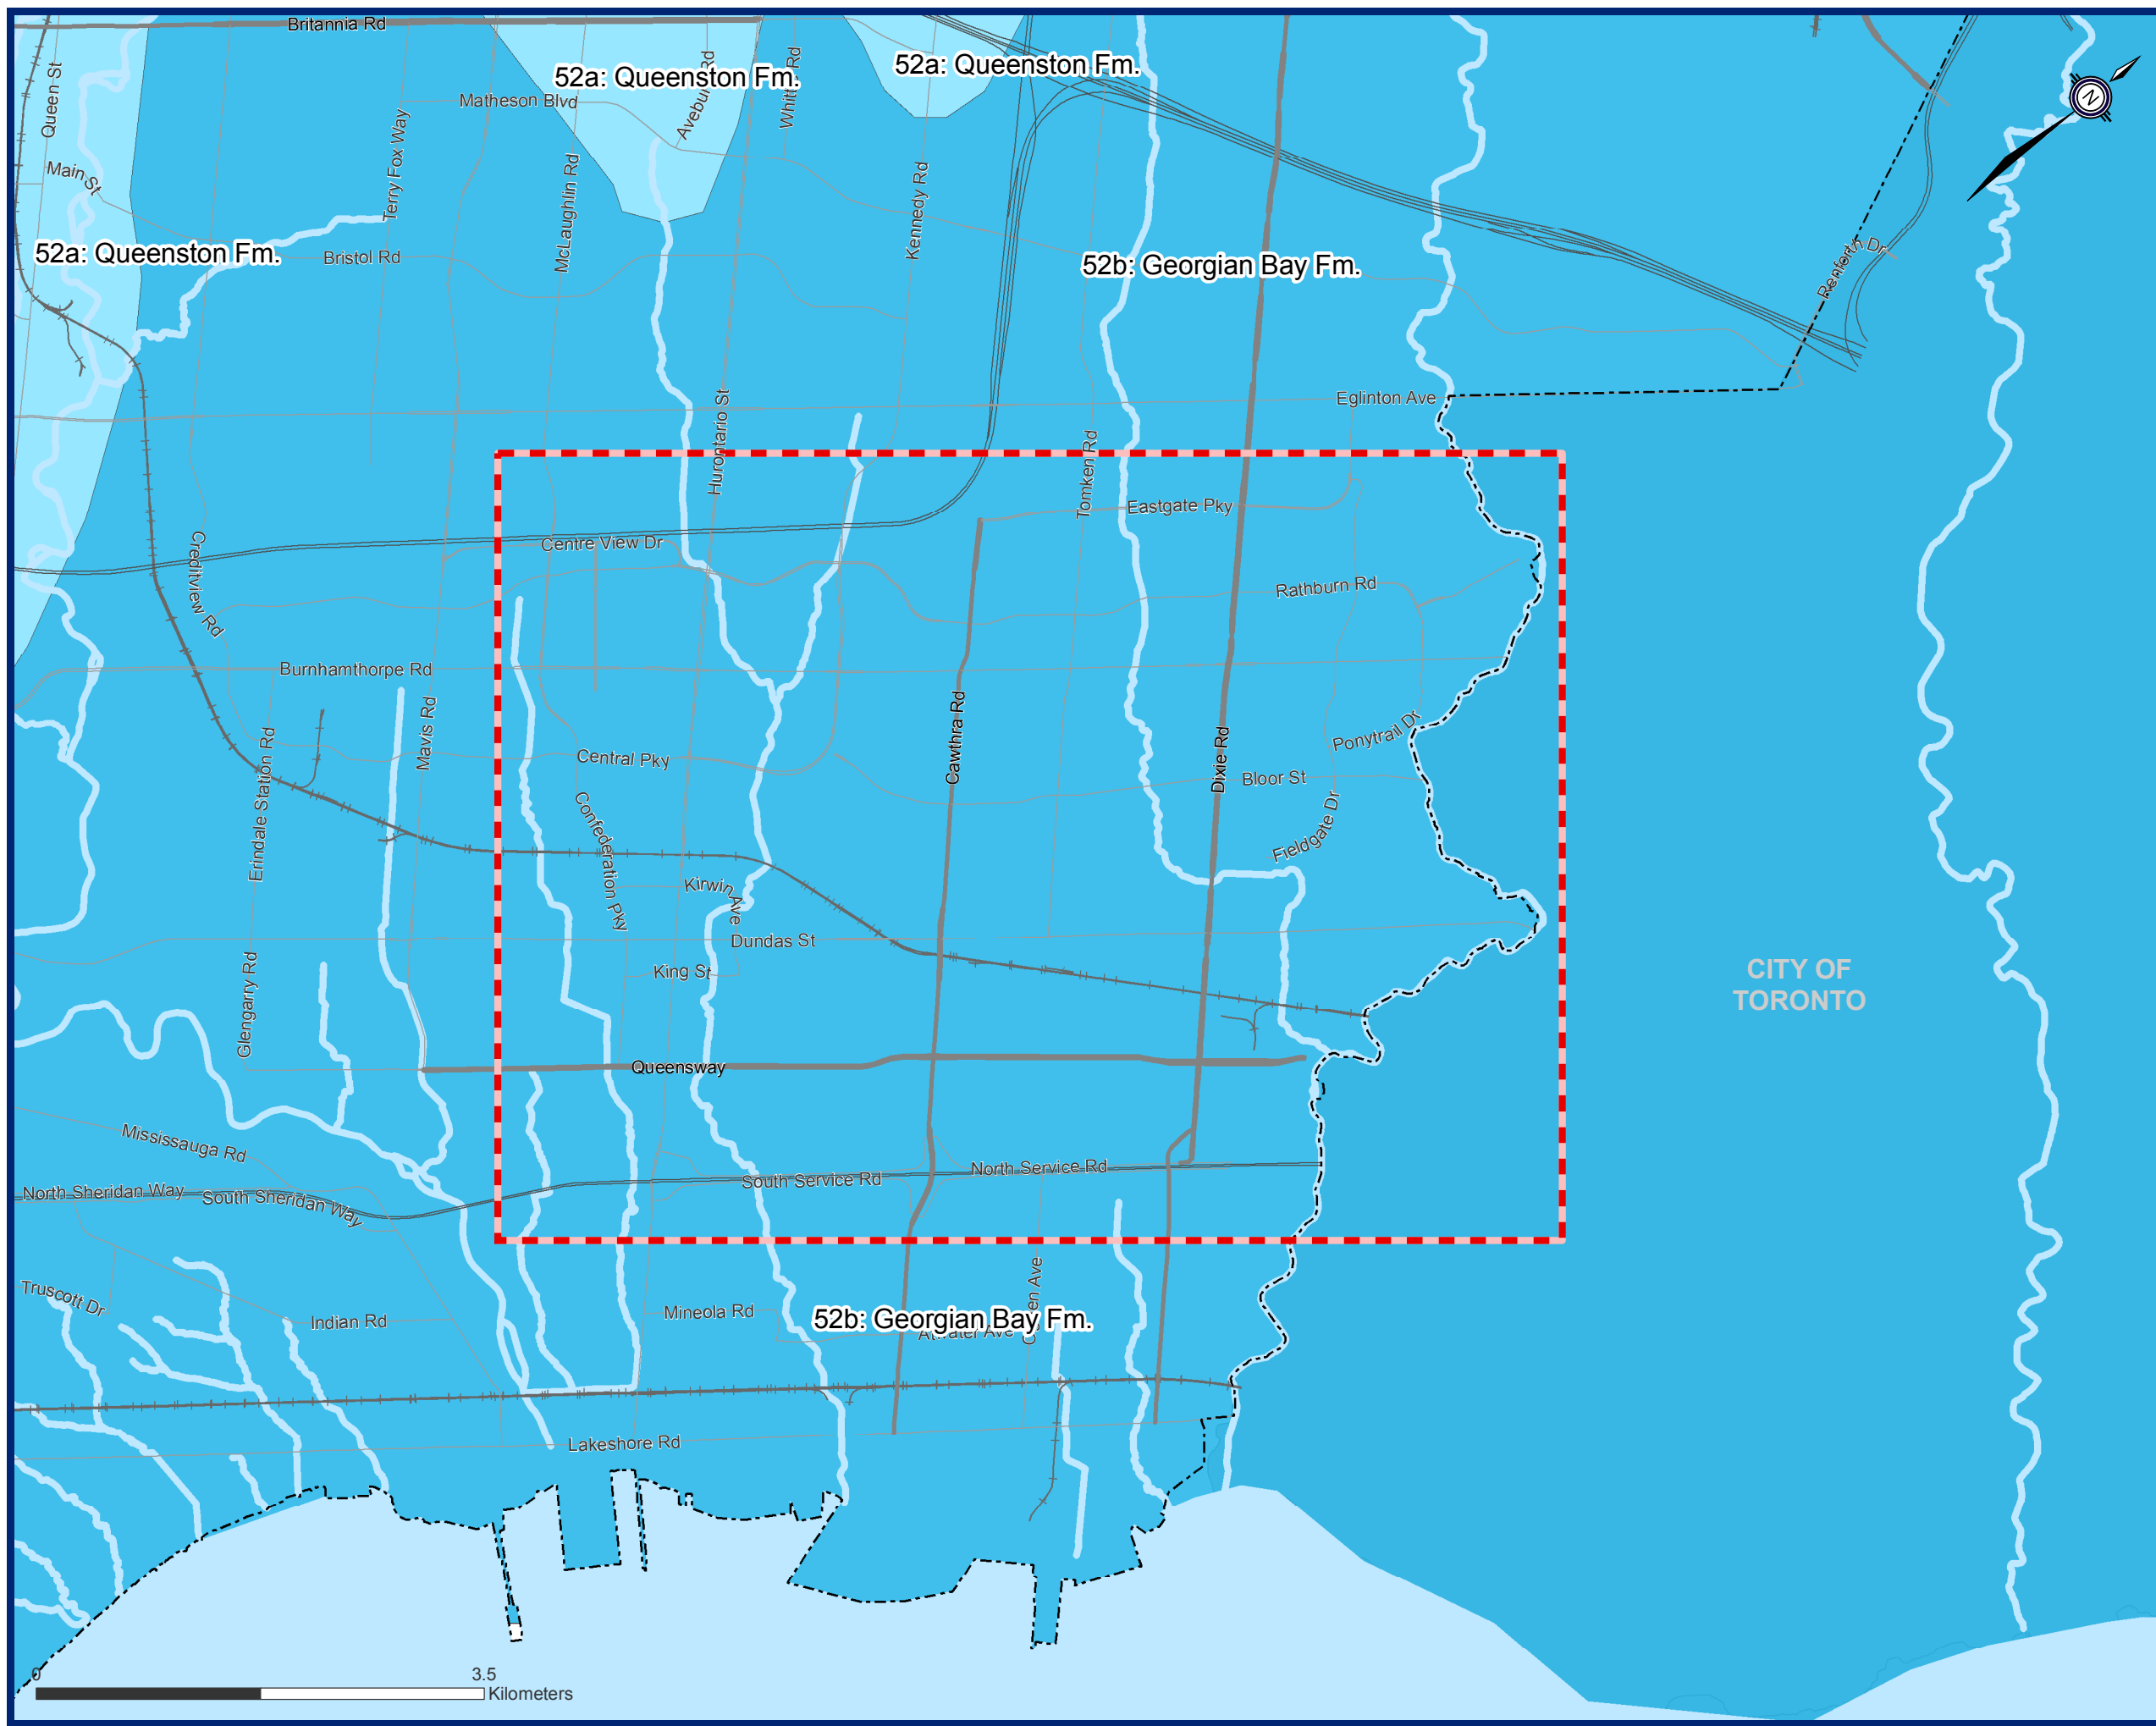 Britannia Rd
Queen St
52a: Queenston Fm.
52a: Queenston Fm.
Matheson Blvd
Terry Fox Way
McLaughlin Rd
Kennedy Rd
N
Main St
52a: Queenston Fm.
Bristol Rd
52b: Georgian Bay Fm.
Renforth Dr
Eglinton Ave
Hurontario St
Tomken Rd
Eastgate Pky
Centre View Dr
Creditview Rd
Rathburn Rd
Burnhamthorpe Rd
Mavis Rd
Erindale Station Rd
Central Pky
Cawthra Rd
Dixie Rd
Ponytrail Dr
Bloor St
Confederation Pky
Fieldgate Dr
Kirwin Ave
Dundas St
King St
Glengarry Rd
CITY OF
TORONTO
Queensway
Mississauga Rd
North Sheridan Way
South Sheridan Way
South Service Rd
North Service Rd
Truscott Dr
Indian Rd
Mineola Rd
52b: Georgian Bay Fm.
Lakeshore Rd
0
3.5
Kilometers